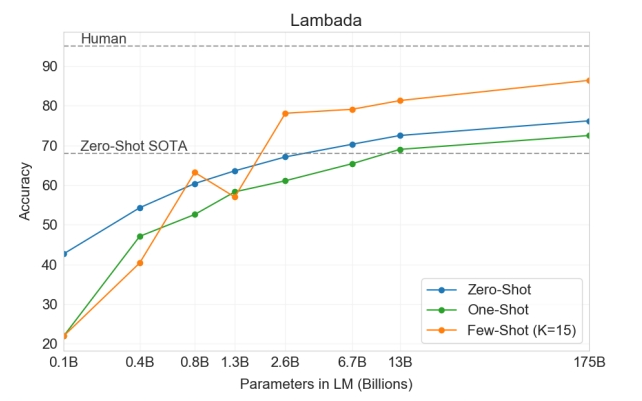 Lambada
Human
90
80
70
60
50
40
30
20
Zero-Shot SOTA
Accuracy
Zero-Shot
One-Shot
Few-Shot (K=15)
0.1B 0.4B 0.8B 1.3B 2.6B 6.7B 13B 175B
Parameters in LM (Billions)